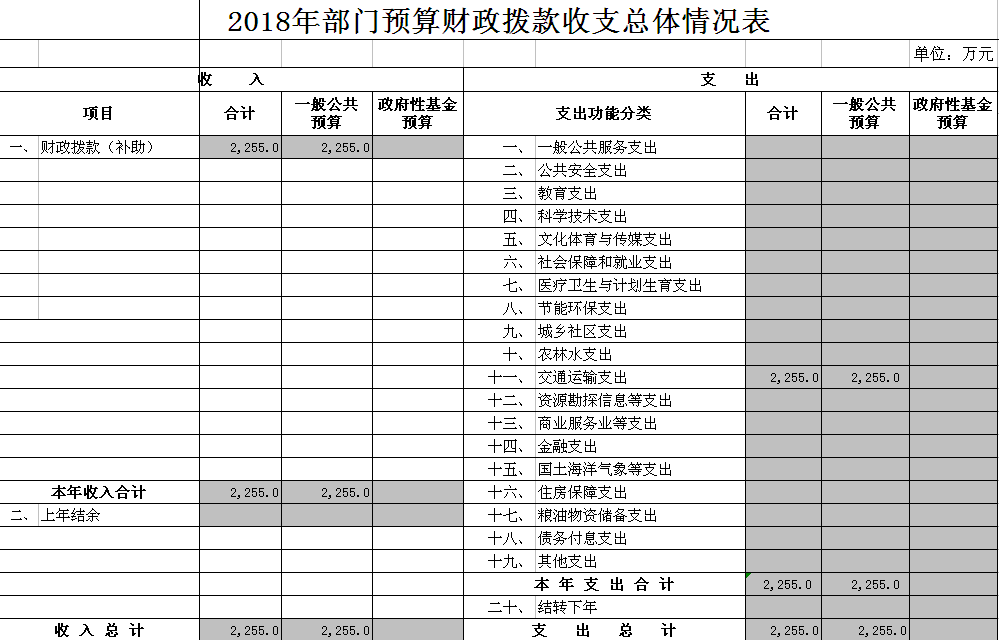 2018年部门预算财政拨款收支总体情况表
单位：万元
收 入 支 出
项目 合计 一般公共预算 政府性基金预算 支出功能分类 合计 一般公共预算 政府性基金预算
一、 财政拨款（补助） 2,255.0 2,255.0 一、 一般公共服务支出
二、 公共安全支出
三、 教育支出
四、 科学技术支出
五、 文化体育与传媒支出
六、 社会保障和就业支出
七、 医疗卫生与计划生育支出
八、 节能环保支出
九、 城乡社区支出
十、 农林水支出
十一、 交通运输支出 2,255.0 2,255.0
十二、 资源勘探信息等支出
十三、 商业服务业等支出
十四、 金融支出
十五、 国土海洋气象等支出
本年收入合计 2,255.0 2,255.0 十六、 住房保障支出
二、 上年结余 十七、 粮油物资储备支出
十八、 债务付息支出
十九、 其他支出
本 年 支 出 合 计 2,255.0 2,255.0
二十、 结转下年
收 入 总 计 2,255.0 2,255.0 支 出 总 计 2,255.0 2,255.0